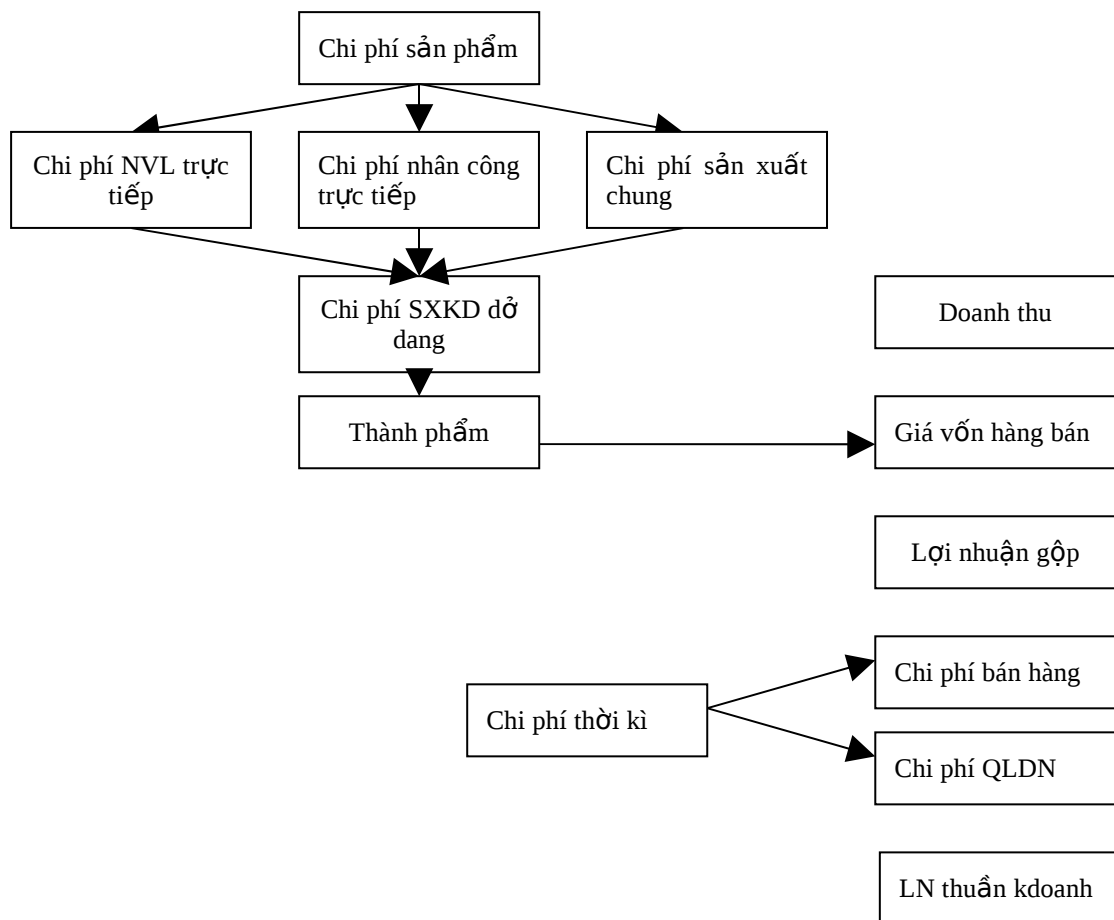 Chi phí sản phẩm
Chi phí NVL trực
tiếp
Chi phí nhân công
trực tiếp
Chi phí sản xuất
chung
Chi phí SXKD dở
dang
Doanh thu
Thành phẩm
Giá vốn hàng bán
Lợi nhuận gộp
Chi phí bán hàng
Chi phí thời kì
Chi phí QLDN
LN thuần kdoanh